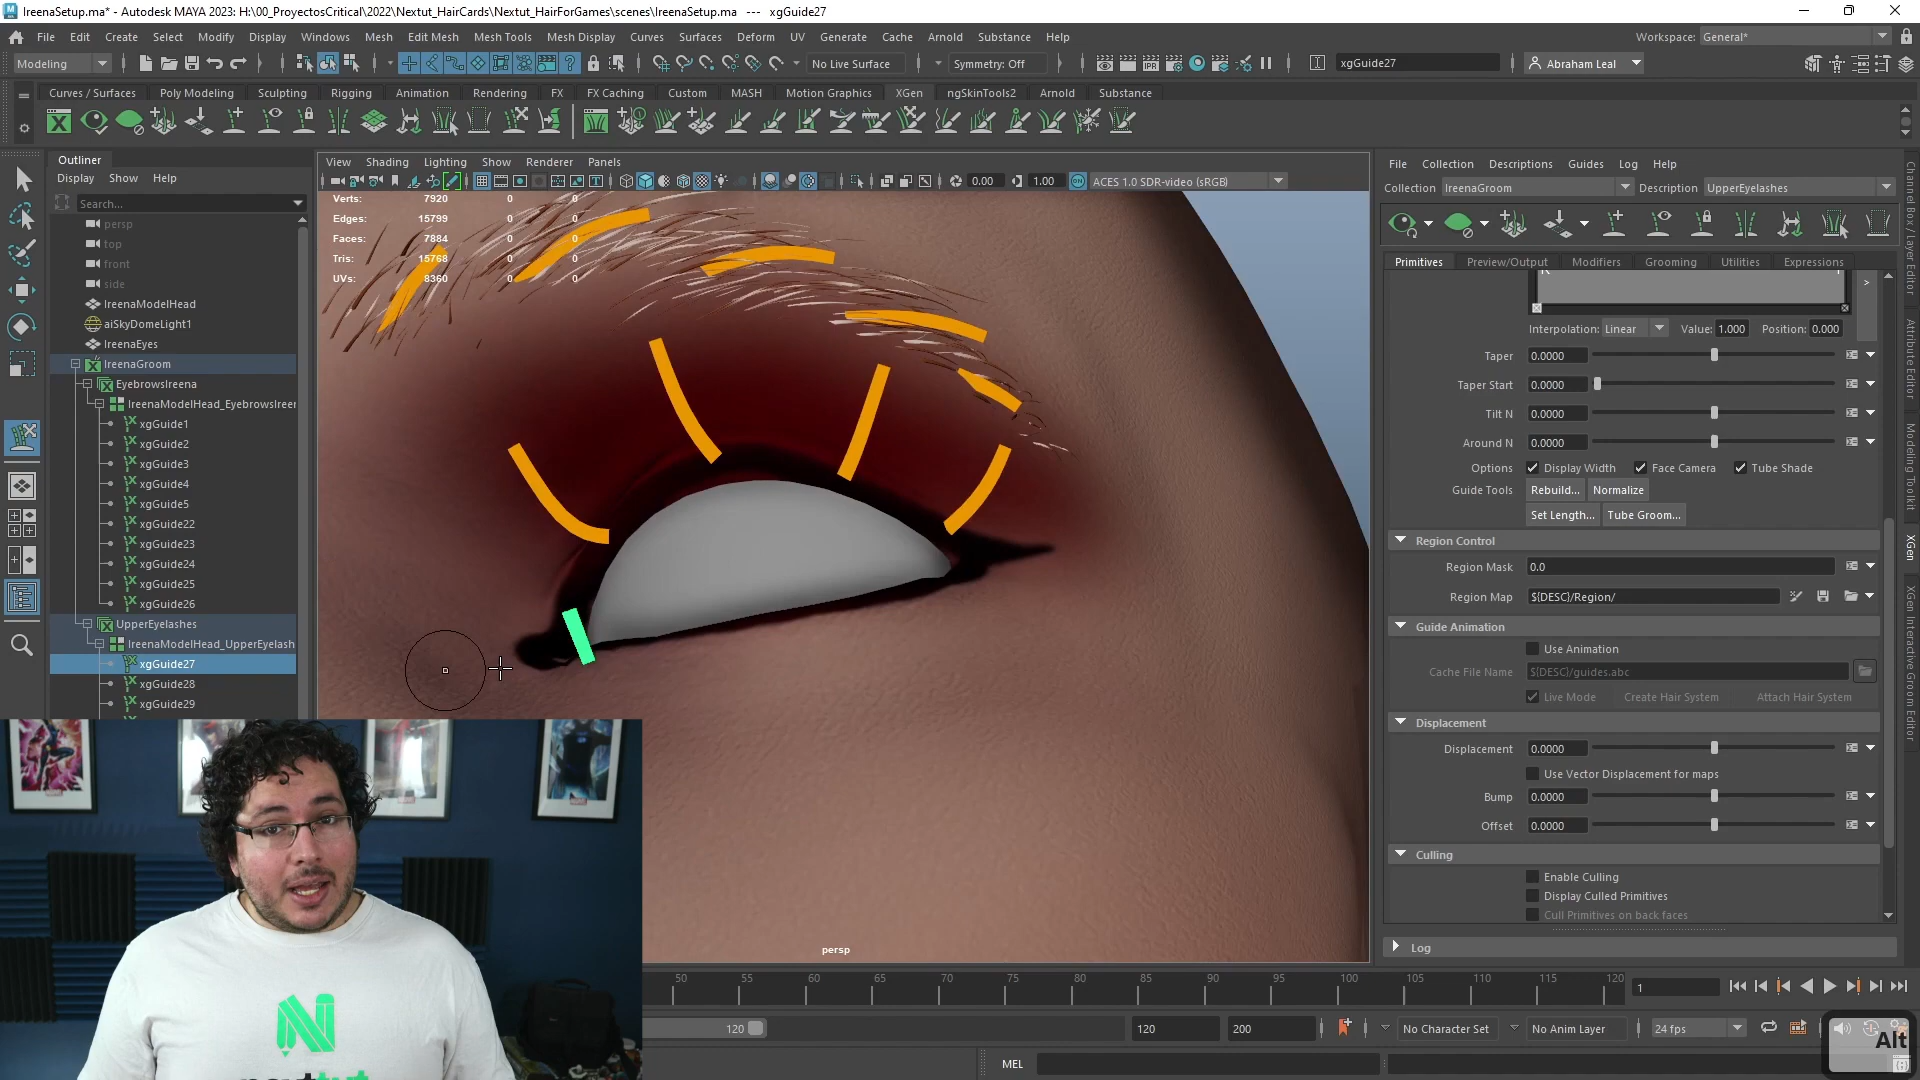 IreenaSetup.ma* - Autodesk MAYA 2023: H:\00_ProyectosCritical\2022\Nextut_HairCards\Nextut_HairForGames\scenes\IreenaSetup.ma --- xgGuide27
File Edit Create Select Modify Display Windows Mesh Edit Mesh Mesh Tools Mesh Display Curves Surfaces Deform UV Generate Cache Arnold Substance Help
Workspace: General*
Modeling
No Live Surface
Symmetry: Off
xgGuide27
Abraham Leal
Curves / Surfaces Poly Modeling Sculpting Rigging Animation Rendering FX FX Caching Custom MASH Motion Graphics XGen ngSkinTools2 Arnold Substance
Outliner
Display Show Help
Search...
persp
top
front
side
IreenaModelHead
aiSkyDomeLight1
IreenaEyes
IreenaGroom
EyebrowsIreena
IreenaModelHead_EyebrowsIreer
xgGuide1
xgGuide2
xgGuide3
xgGuide4
xgGuide5
xgGuide22
xgGuide23
xgGuide24
xgGuide25
xgGuide26
UpperEyelashes
IreenaModelHead_UpperEyelash
xgGuide27
xgGuide28
xgGuide29
View Shading Lighting Show Renderer Panels
0.00
1.00
ACES 1.0 SDR-video (sRGB)
Verts: 7920 0 0
Edges: 15799 0 0
Faces: 7884 0 0
Tris: 15768 0 0
UVs: 8360 0 0
persp
File Collection Descriptions Guides Log Help
Collection IreenaGroom Description UpperEyelashes
Primitives Preview/Output Modifiers Grooming Utilities Expressions
Interpolation: Linear Value: 1.000 Position: 0.000
Taper 0.0000
Taper Start 0.0000
Tilt N 0.0000
Around N 0.0000
Options Display Width Face Camera Tube Shade
Guide Tools Rebuild... Normalize
Set Length... Tube Groom...
Region Control
Region Mask 0.0
Region Map ${DESC}/Region/
Guide Animation
Use Animation
Cache File Name ${DESC}/guides.abc
Live Mode Create Hair System Attach Hair System
Displacement
Displacement 0.0000
Use Vector Displacement for maps
Bump 0.0000
Offset 0.0000
Culling
Enable Culling
Display Culled Primitives
Cull Primitives on back faces
Log
Channel Box / Layer Editor
Attribute Editor
Modeling Toolkit
XGen
XGen Interactive Groom Editor
50 55 60 65 70 75 80 85 90 95 100 105 110 115 120
1
120
120
200
No Character Set
No Anim Layer
24 fps
MEL
Alt